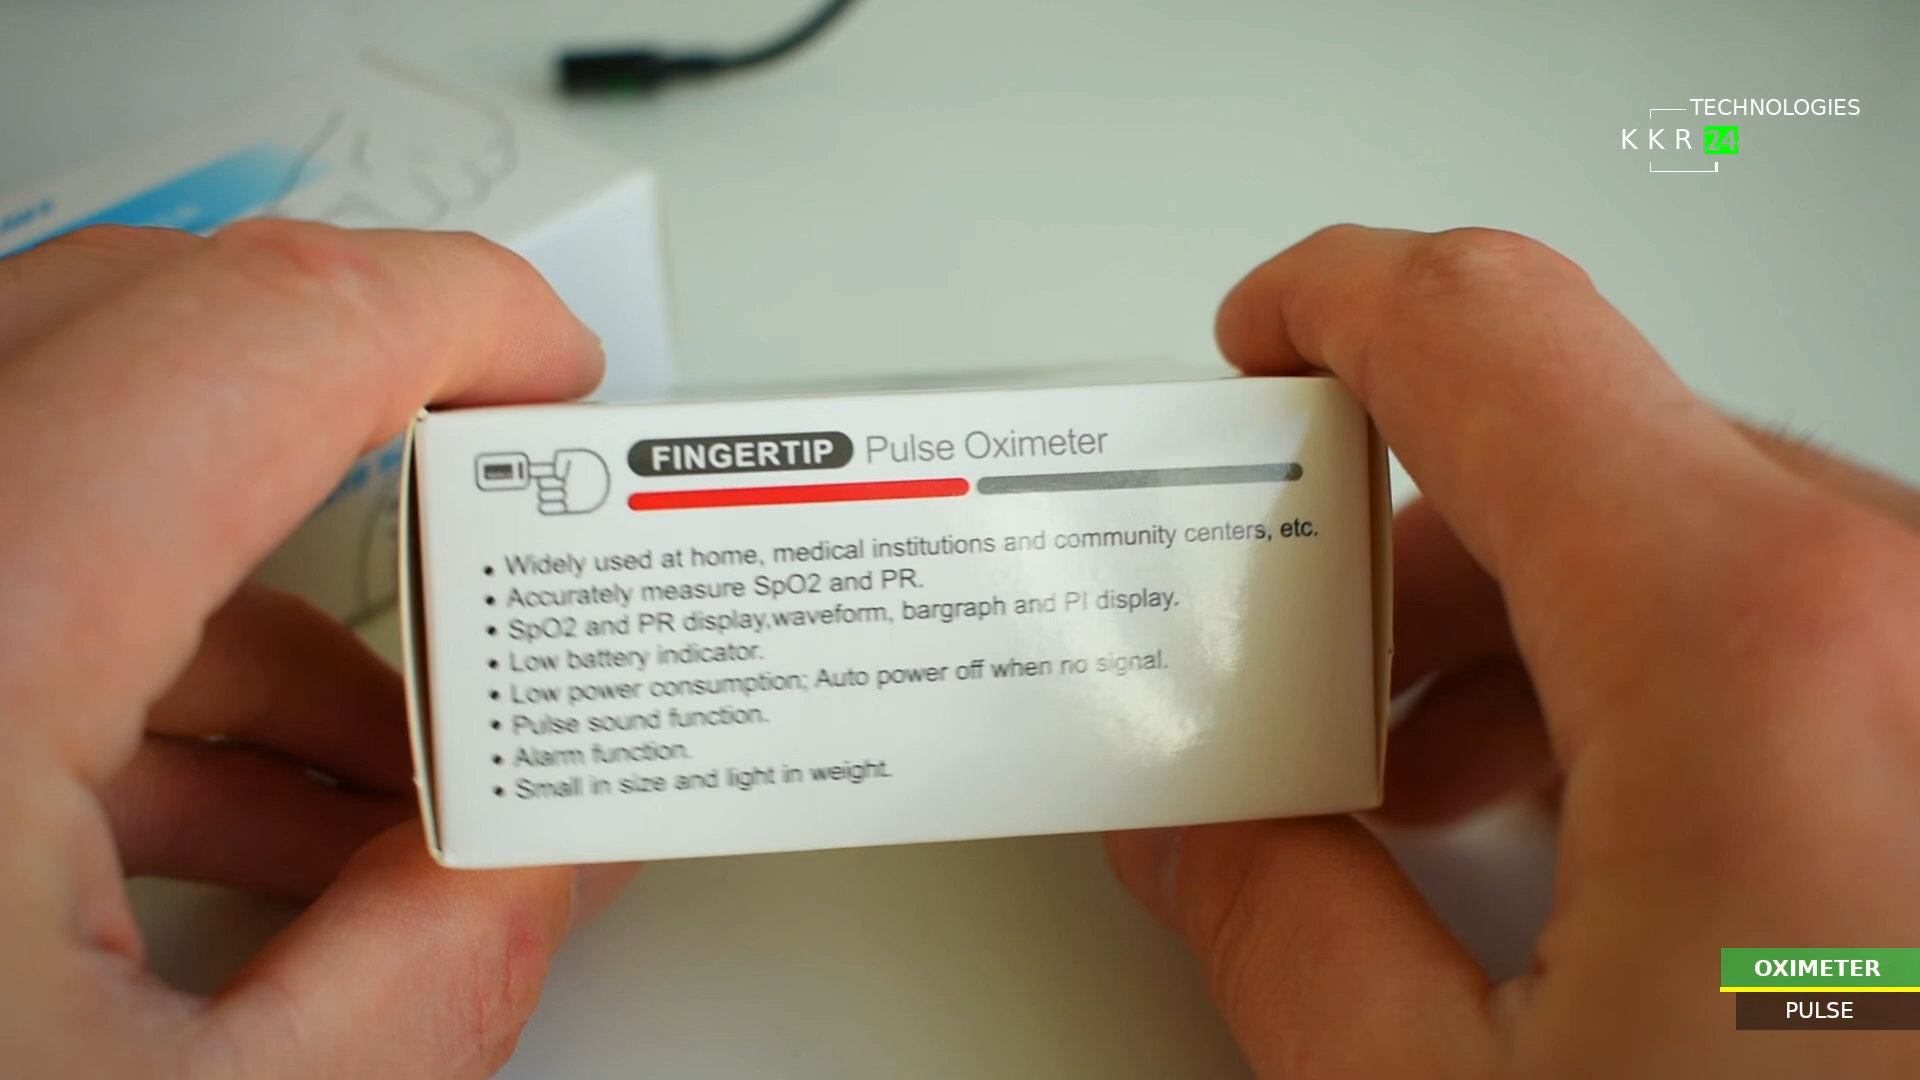 TECHNOLOGIES
K K R 24
FINGERTIP Pulse Oximeter
• Widely used at home, medical institutions and community centers, etc.
• Accurately measure SpO2 and PR.
• SpO2 and PR display,waveform, bargraph and PI display.
• Low battery indicator.
• Low power consumption; Auto power off when no signal.
• Pulse sound function.
• Alarm function.
• Small in size and light in weight.
OXIMETER
PULSE